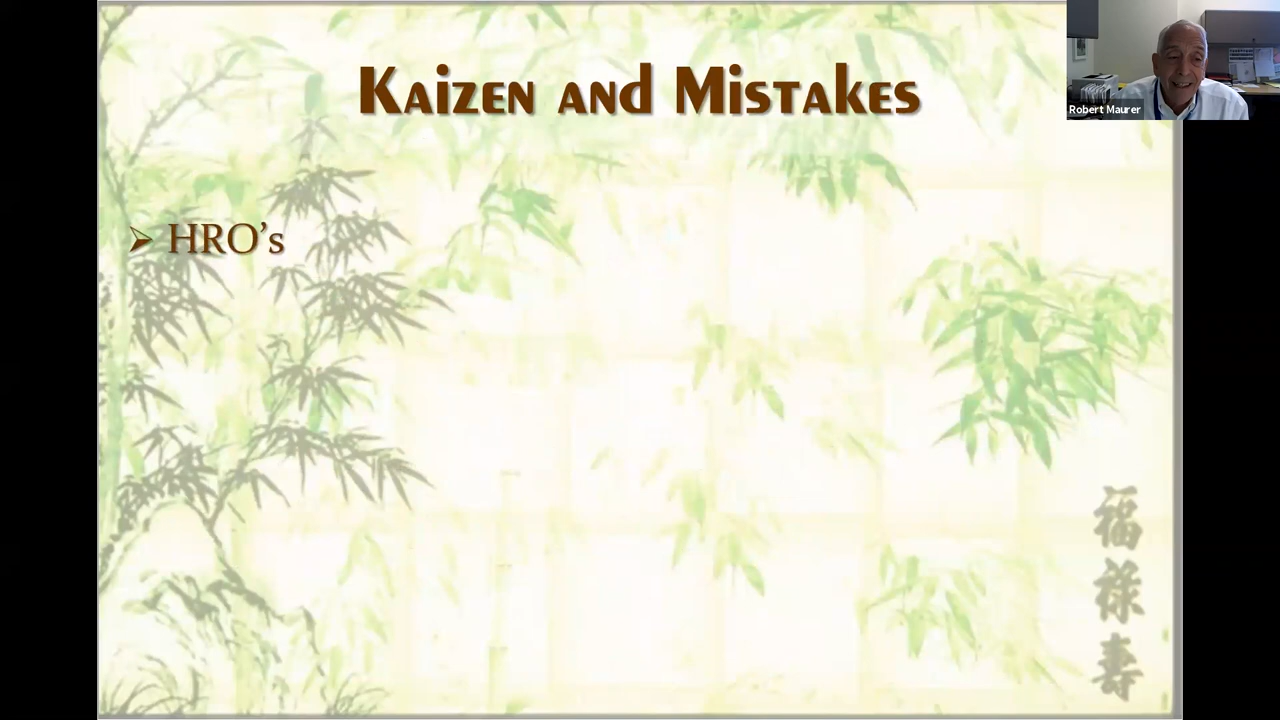 Kaizen and Mistakes
Robert Maurer
➢ HRO's
福
祿
壽